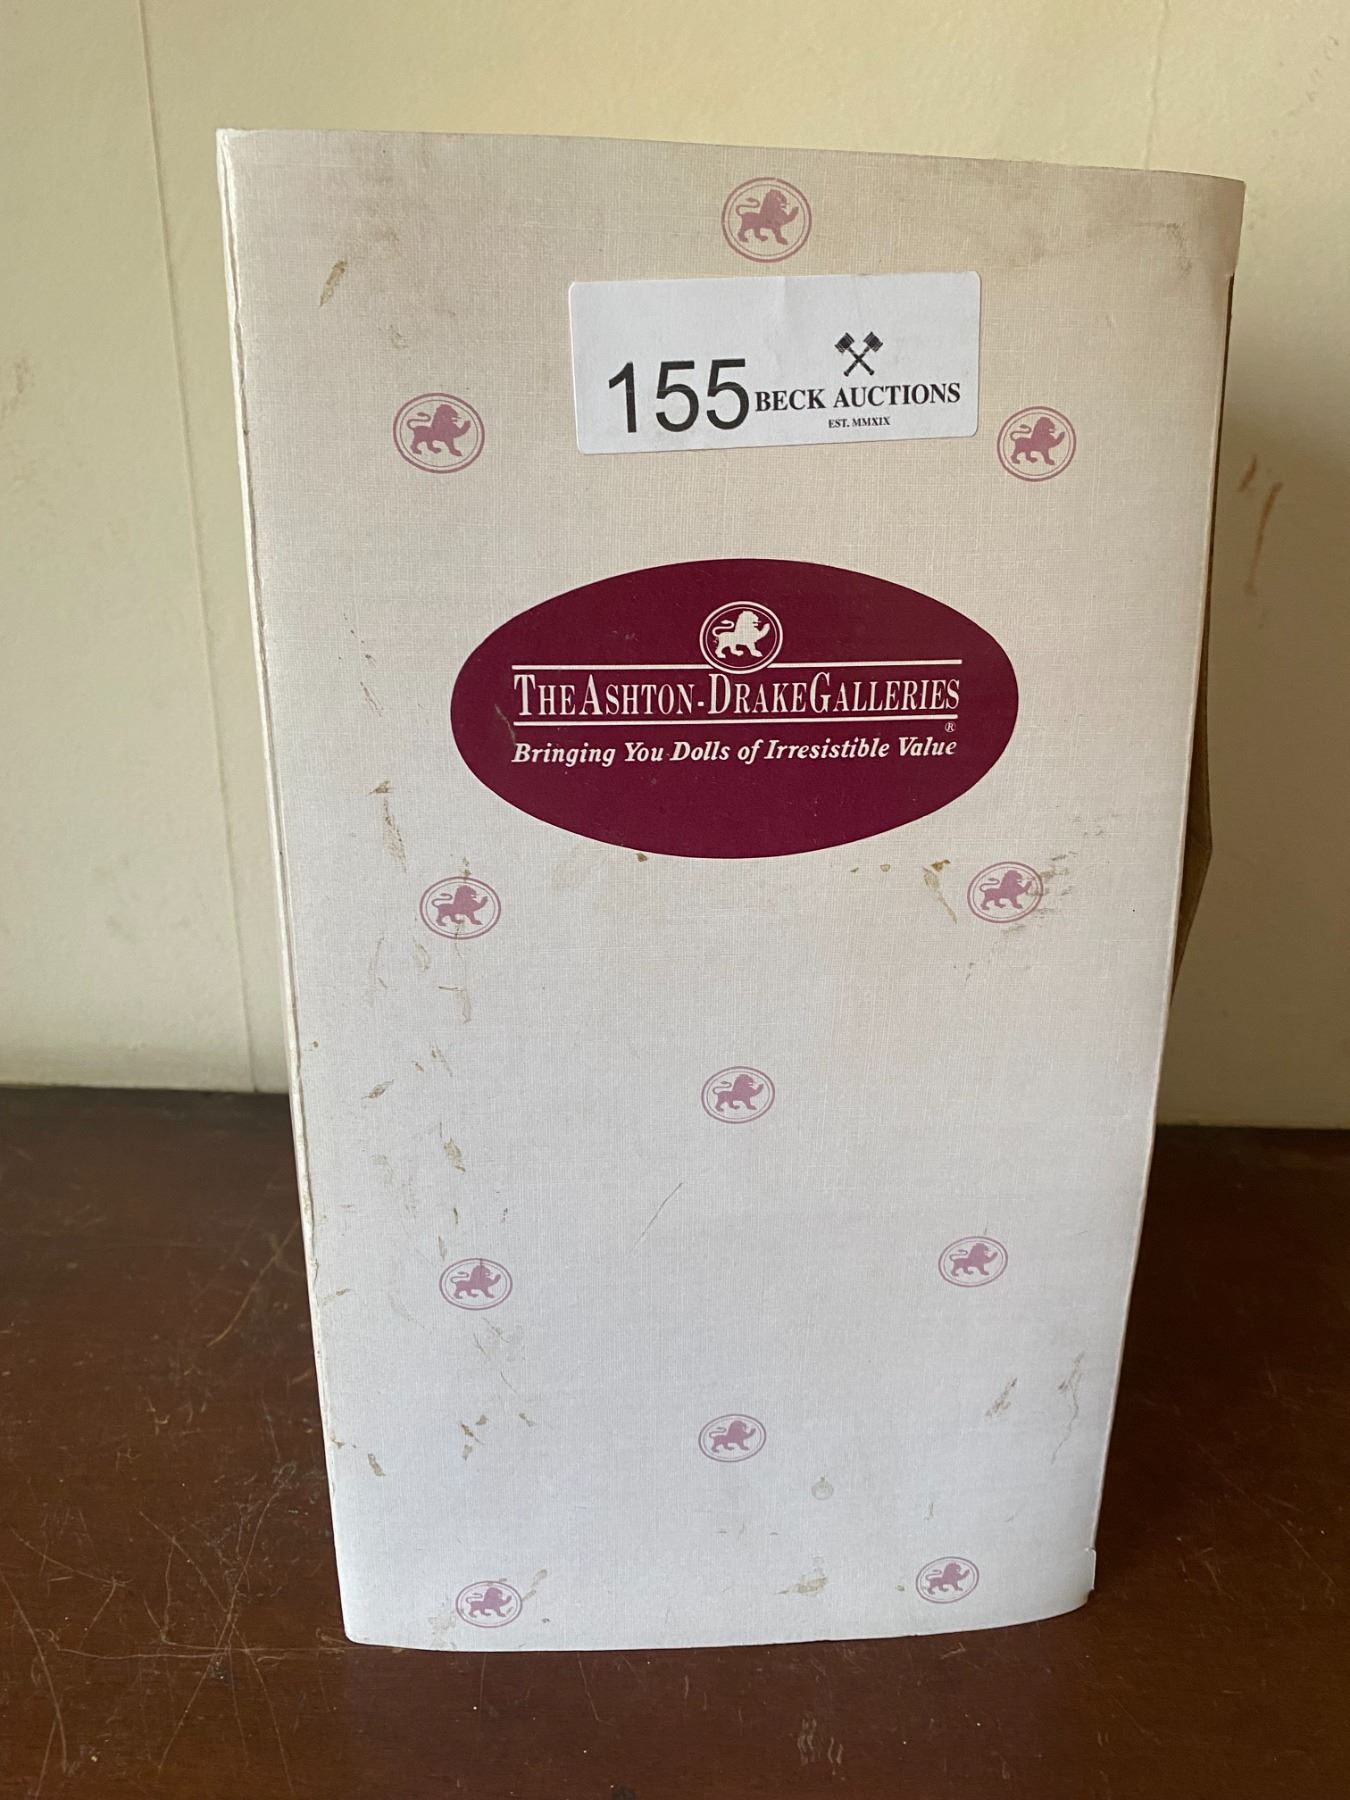 155 BECK AUCTIONS
EST. MMXIX
THE ASHTON-DRAKE GALLERIES
®
Bringing You Dolls of Irresistible Value